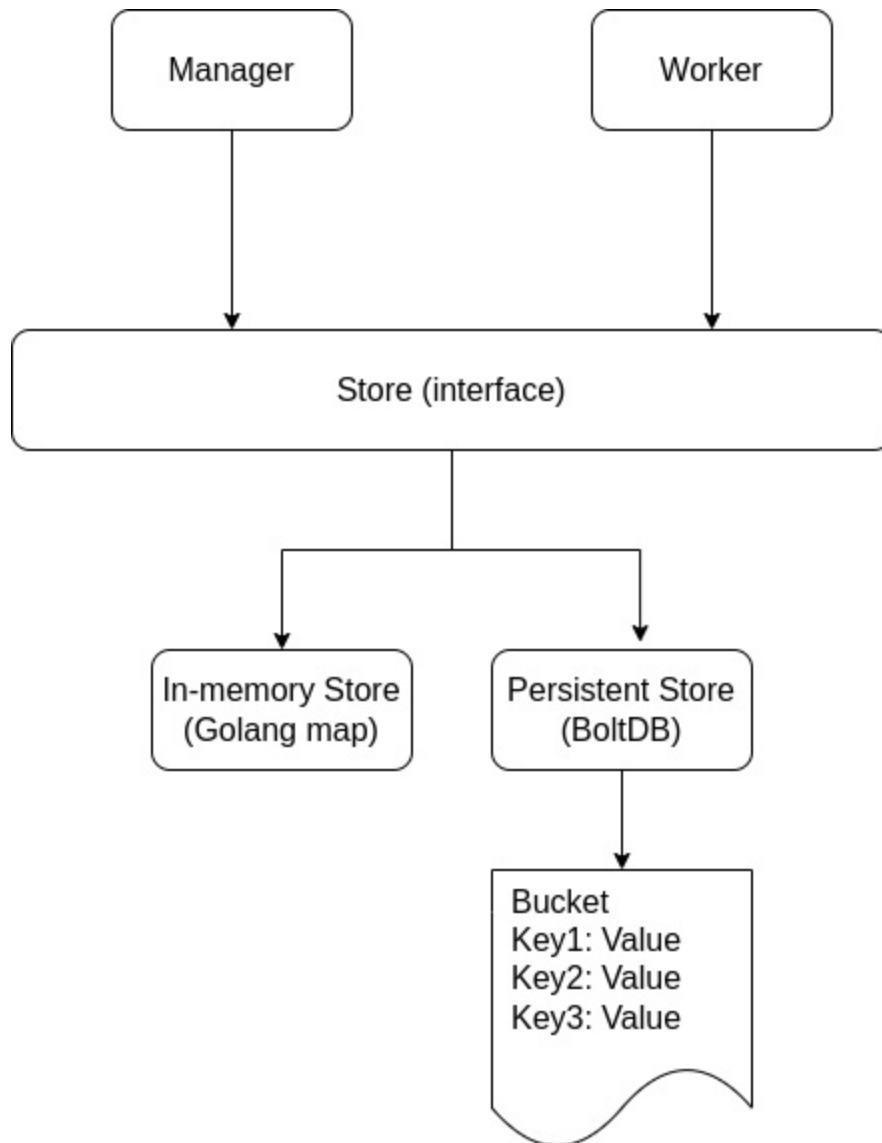 Manager
Worker
Store (interface)
In-memory Store
(Golang map)
Persistent Store
(BoltDB)
Bucket
Key1: Value
Key2: Value
Key3: Value